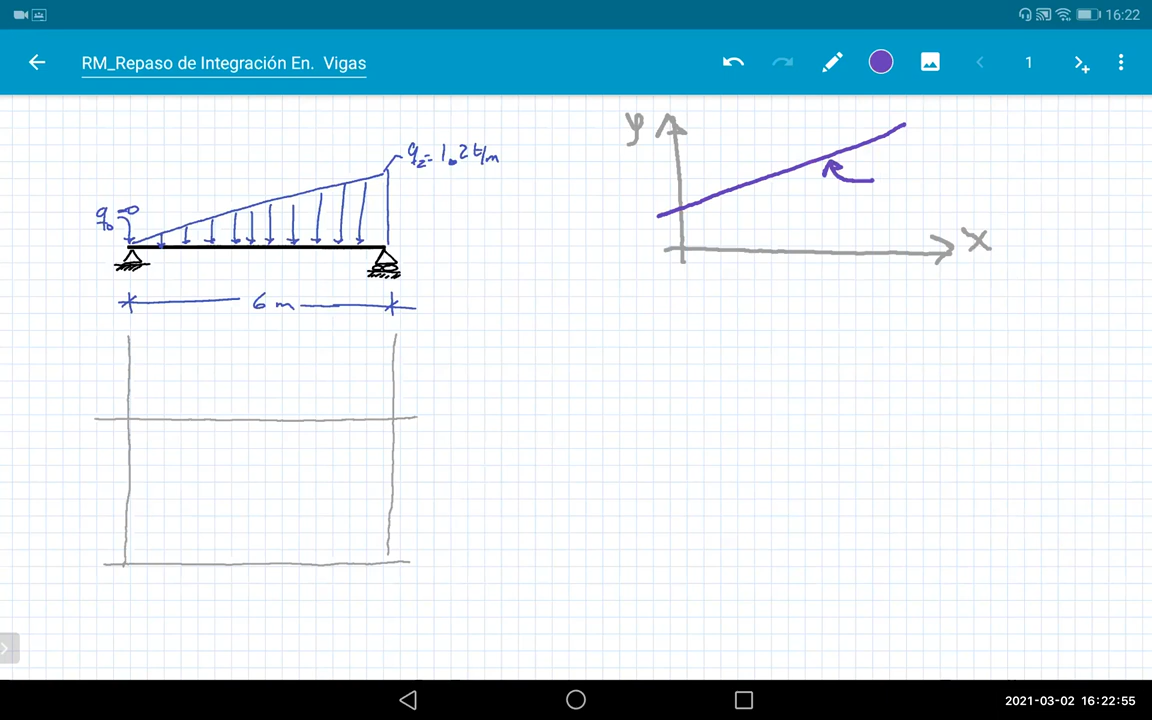 16:22
RM_Repaso de Integración En. Vigas
1
y
q₂=1.2t/m
q₀=0
x
6 m
2021-03-02 16:22:55